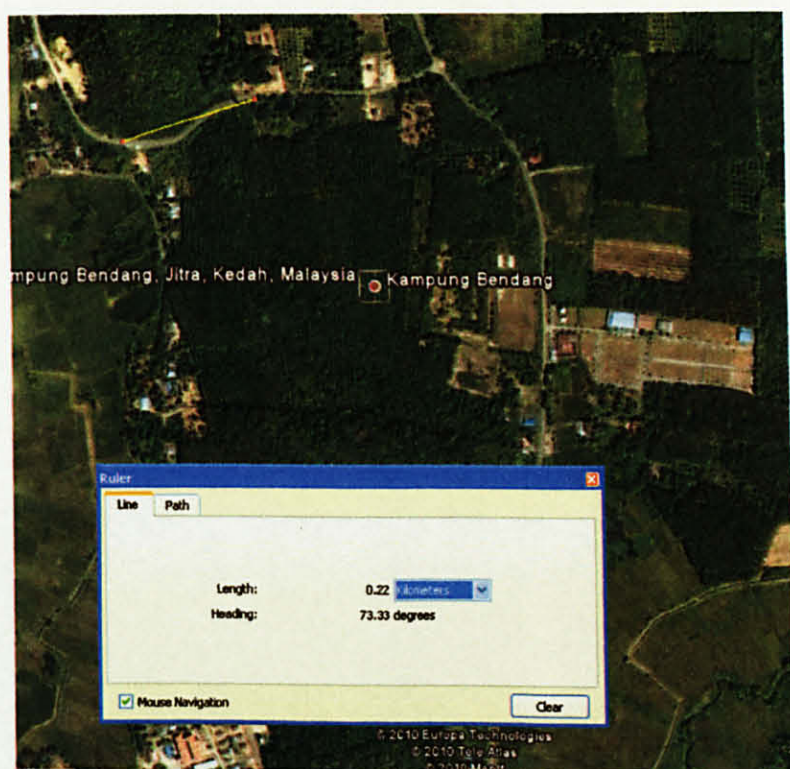 mpung Bendang, Jitra, Kedah, Malaysia
Kampung Bendang
Ruler
Line Path
Length: 0.22 Kilometers
Heading: 73.33 degrees
Mouse Navigation
Clear
© 2010 Europa Technologies
© 2010 Tele Atlas